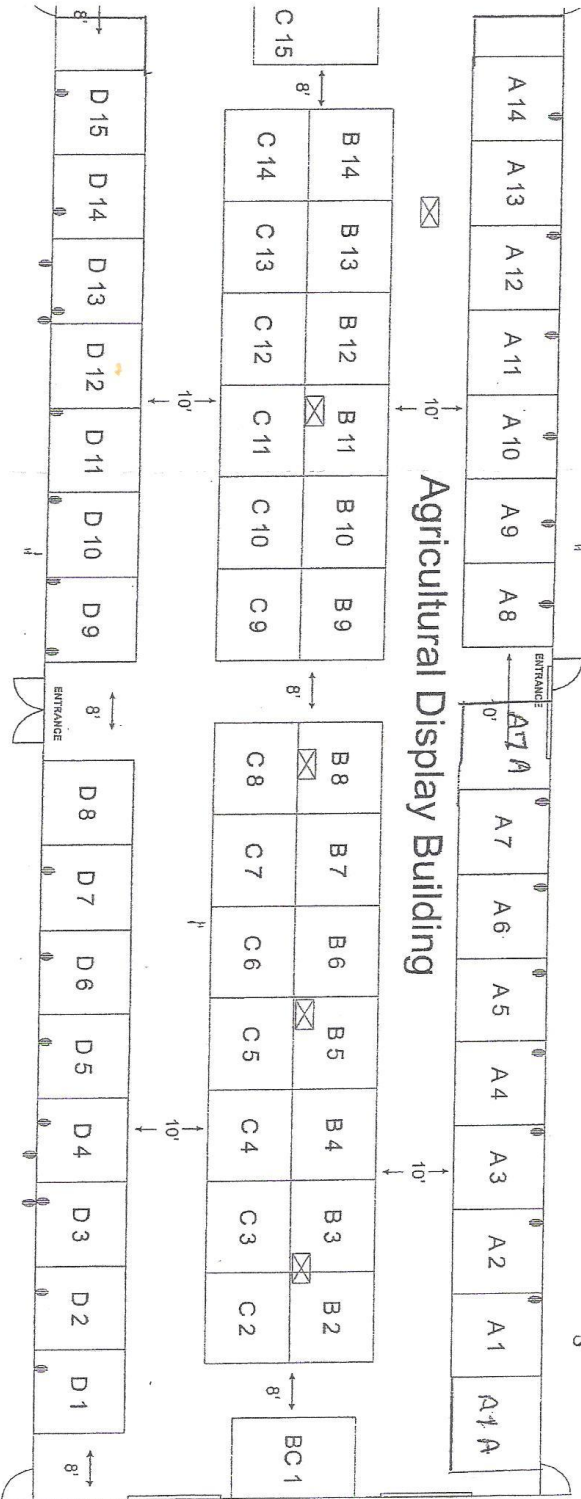 ENTRANCE
A 14 A 13 A 12 A 11 A 10 A 9 A 8 10' A 7 A 6 A 5 A 4 A 3 A 2 A 1
10' 10'
Agricultural Display Building
B 14 B 13 B 12 B 11 B 10 B 9 B 8 B 7 B 6 B 5 B 4 B 3 B 2
8' 8' 8' BC 1
C 15 C 14 C 13 C 12 C 11 C 10 C 9 C 8 C 7 C 6 C 5 C 4 C 3 C 2
10' 10'
D 15 D 14 D 13 D 12 D 11 D 10 D 9 D 8 D 7 D 6 D 5 D 4 D 3 D 2 D 1
8' 8' 8'
ENTRANCE